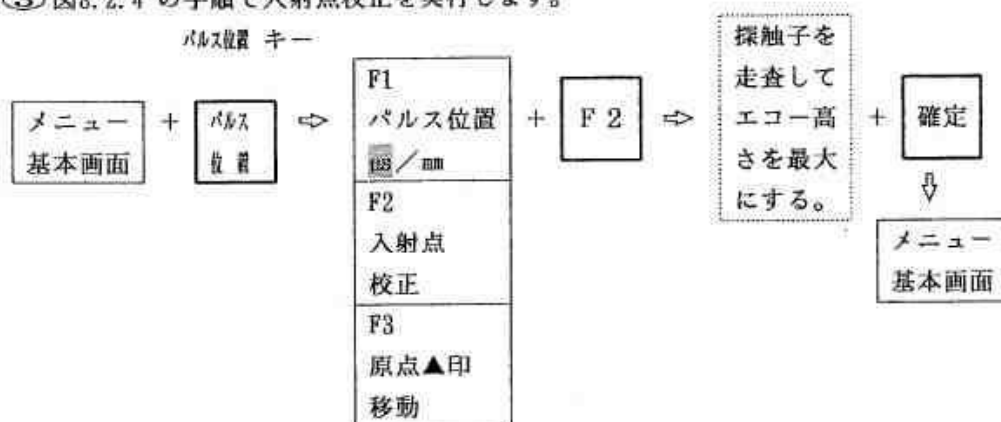 ③図8.2.4 の手順で入射点校正を実行します。
パルス位置 キー
メニュー
基本画面
+
パルス
位置
⇨
F1
パルス位置
μs/mm
F2
入射点
校正
F3
原点▲印
移動
+
F2
⇨
探触子を
走査して
エコー高
さを最大
にする。
+
確定
⇩
メニュー
基本画面